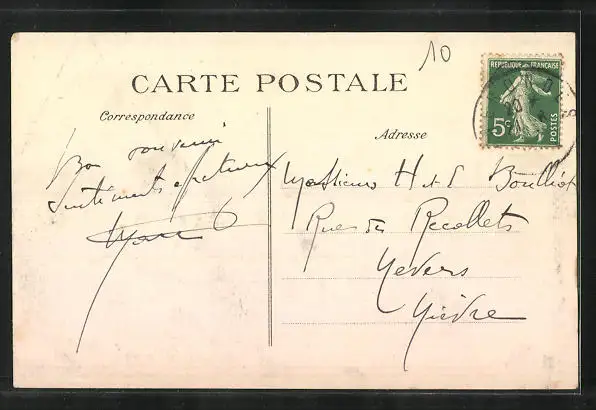 10
CARTE POSTALE
REPUBLIQUE FRANÇAISE
5c
POSTES
Correspondance
Adresse
Bon souvenir
Sentiments affectueux
Messieurs H et Boulliot
Rue des Recollets
Nevers
Nièvre